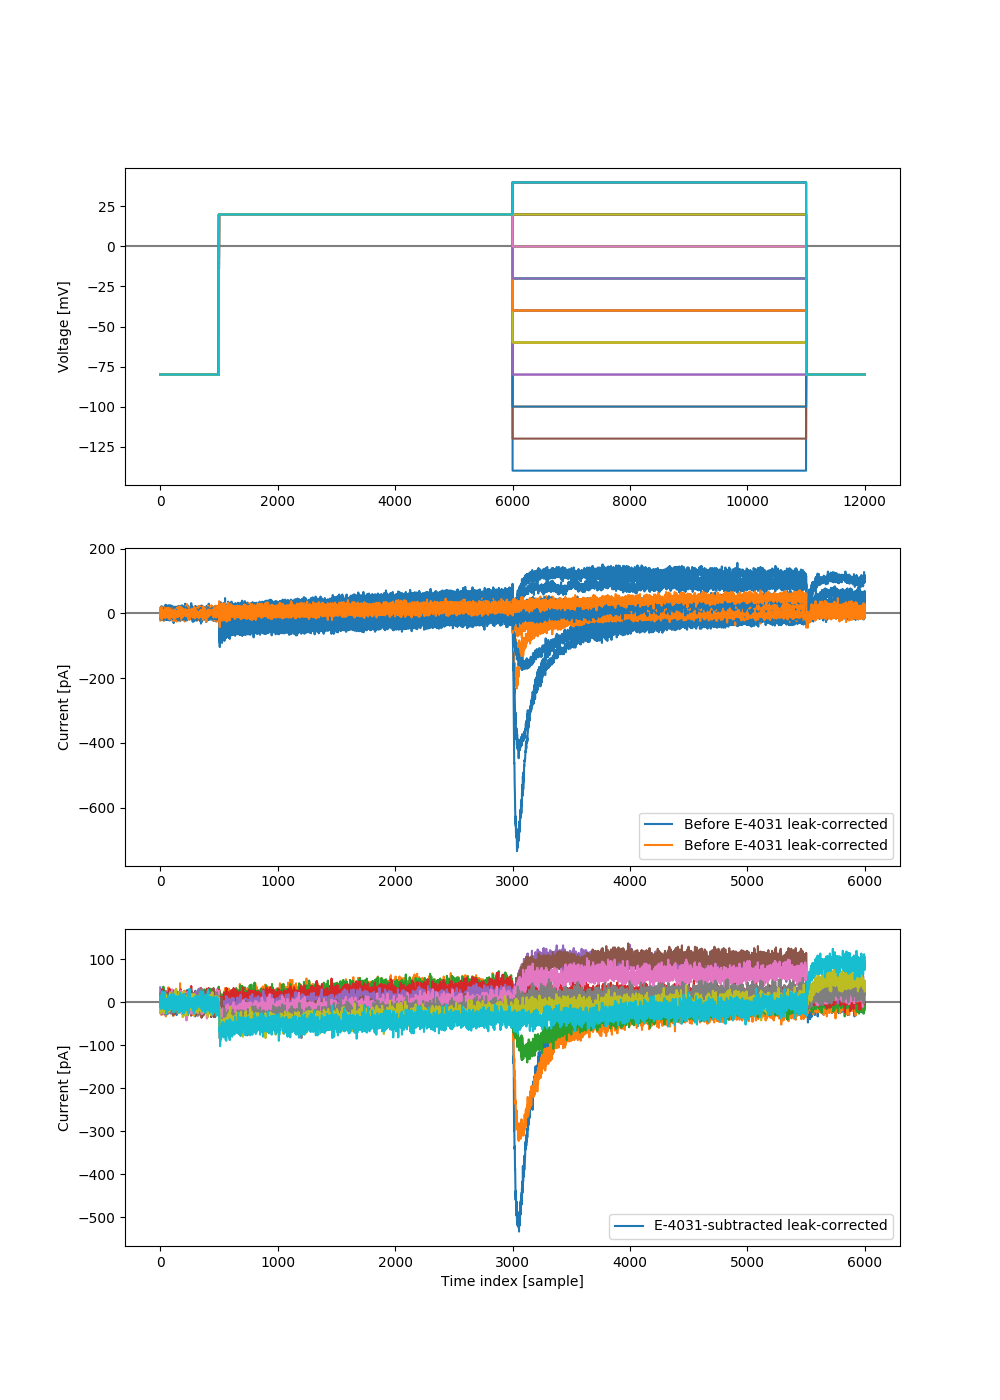 25
0
−25
−50
−75
−100
−125
Voltage [mV]
0 2000 4000 6000 8000 10000 12000
200
0
−200
−400
−600
Current [pA]
Before E-4031 leak-corrected
Before E-4031 leak-corrected
0 1000 2000 3000 4000 5000 6000
100
0
−100
−200
−300
−400
−500
Current [pA]
E-4031-subtracted leak-corrected
0 1000 2000 3000 4000 5000 6000
Time index [sample]